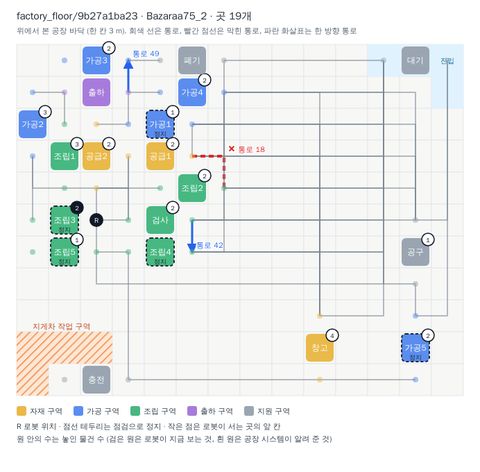 factory_floor/9b27a1ba23 · Bazaraa75_2 · 곳 19개
위에서 본 공장 바닥 (한 칸 3 m). 회색 선은 통로, 빨간 점선은 막힌 통로, 파란 화살표는 한 방향 통로
가공3 2 통로 49 폐기 대기 진입
출하 가공4 2
가공2 3 가공1 1 정지
조립1 3 공급2 2 공급1 2 × 통로 18
조립2 2
조립3 2 정지 R 검사 2
조립5 1 정지 조립4 1 정지 통로 42 공구 1
지게차 작업 구역
창고 4 가공5 2 정지
충전
자재 구역 가공 구역 조립 구역 출하 구역 지원 구역
R 로봇 위치 · 점선 테두리는 점검으로 정지 · 작은 점은 로봇이 서는 곳의 앞 칸
원 안의 수는 놓인 물건 수 (검은 원은 로봇이 지금 보는 것, 흰 원은 공장 시스템이 알려 준 것)